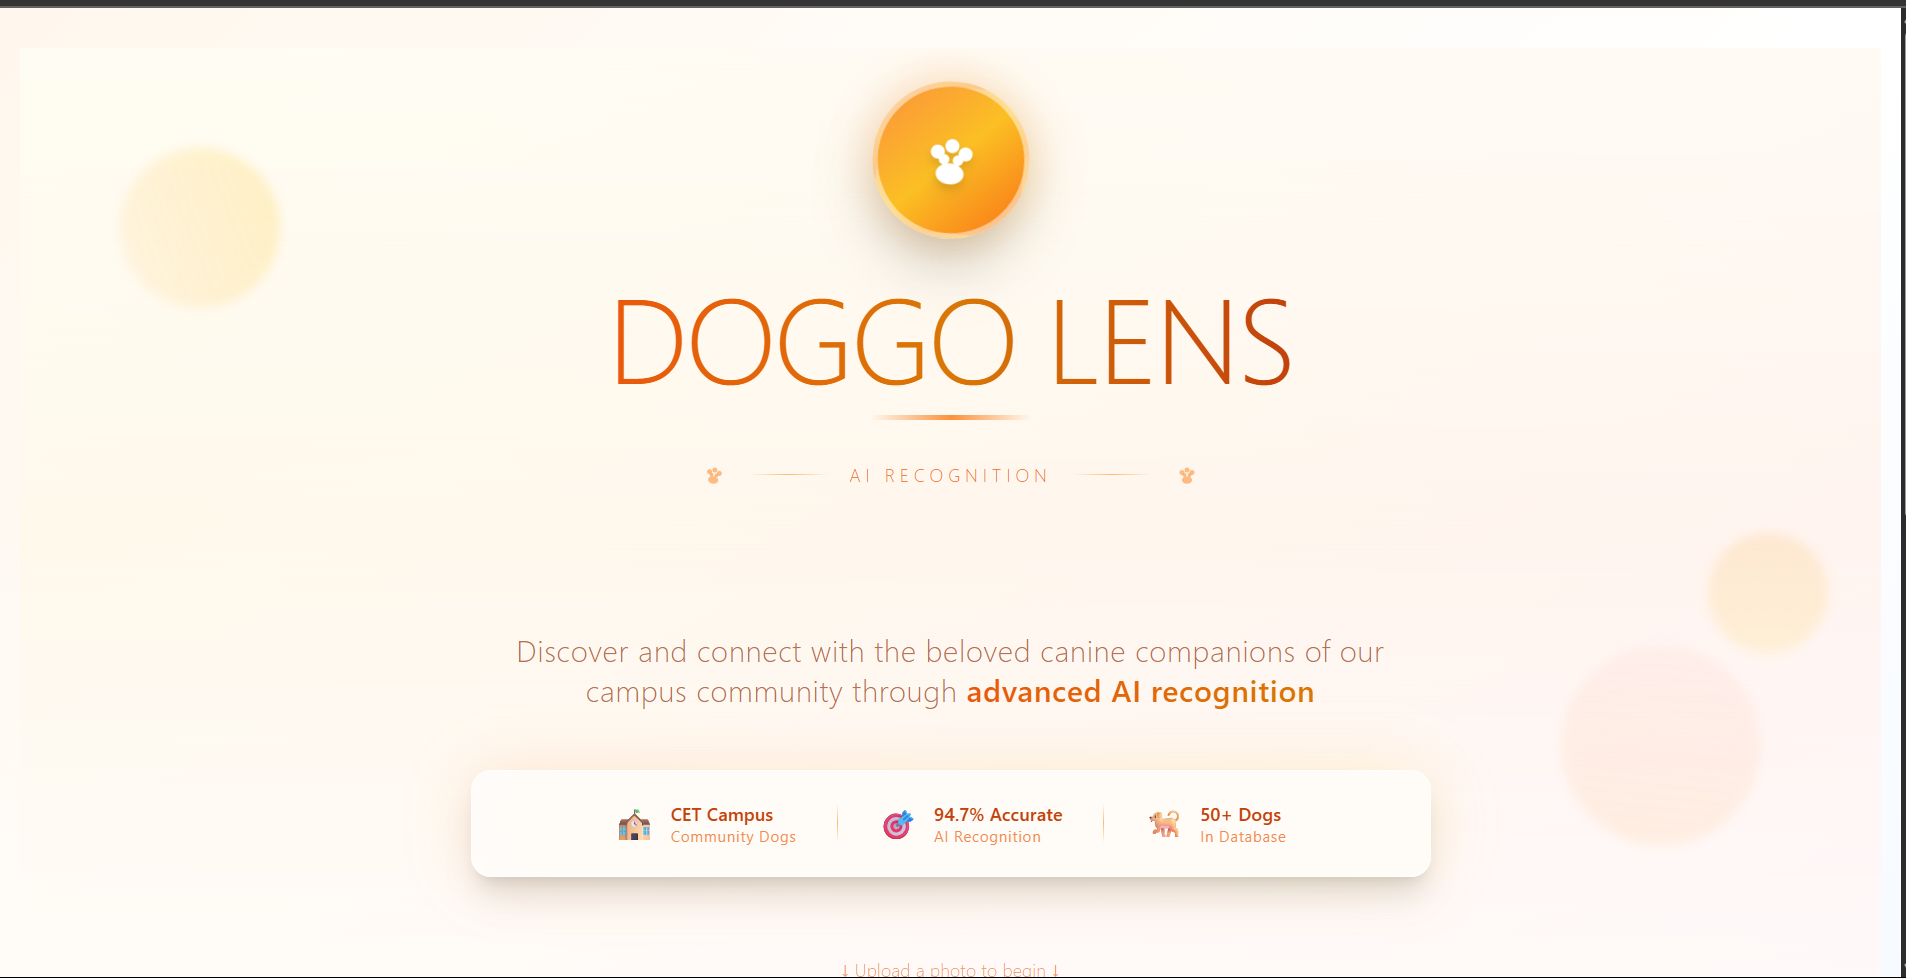 DOGGO LENS
AI RECOGNITION
Discover and connect with the beloved canine companions of our
campus community through advanced AI recognition
CET Campus
Community Dogs
94.7% Accurate
AI Recognition
50+ Dogs
In Database
↓ Upload a photo to begin ↓